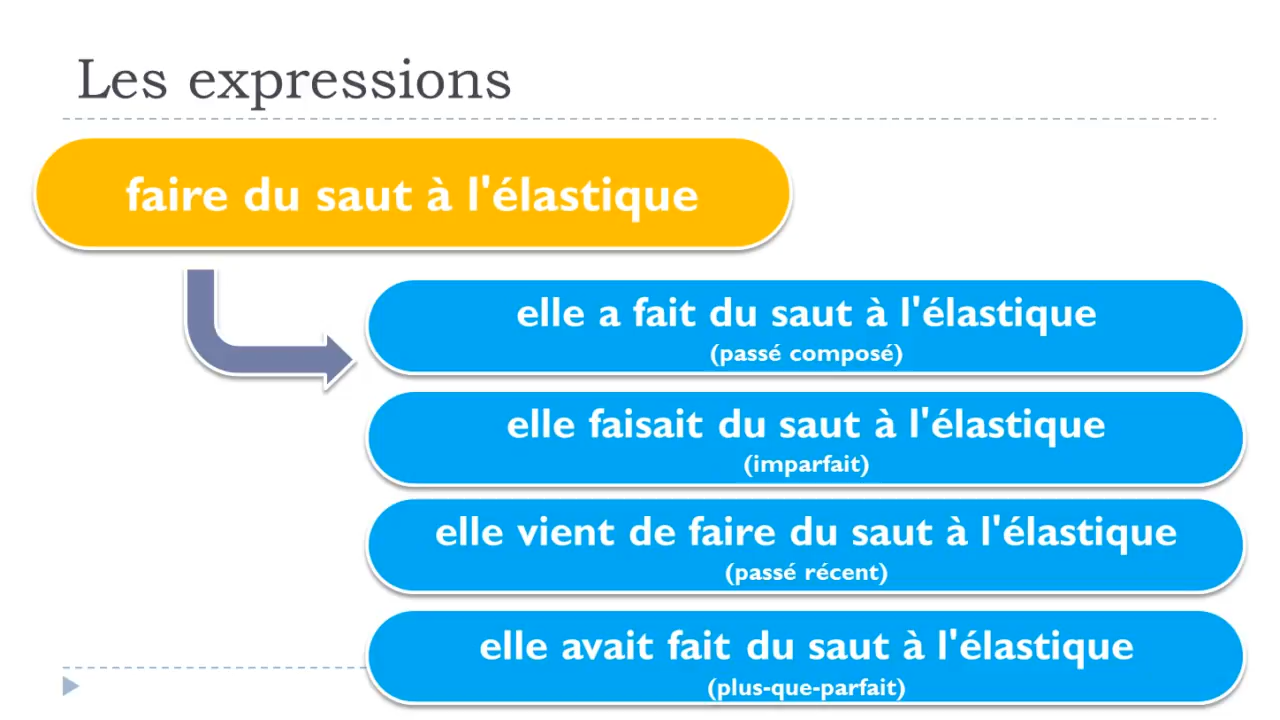 Les expressions
faire du saut à l'élastique
elle a fait du saut à l'élastique
(passé composé)
elle faisait du saut à l'élastique
(imparfait)
elle vient de faire du saut à l'élastique
(passé récent)
elle avait fait du saut à l'élastique
(plus-que-parfait)